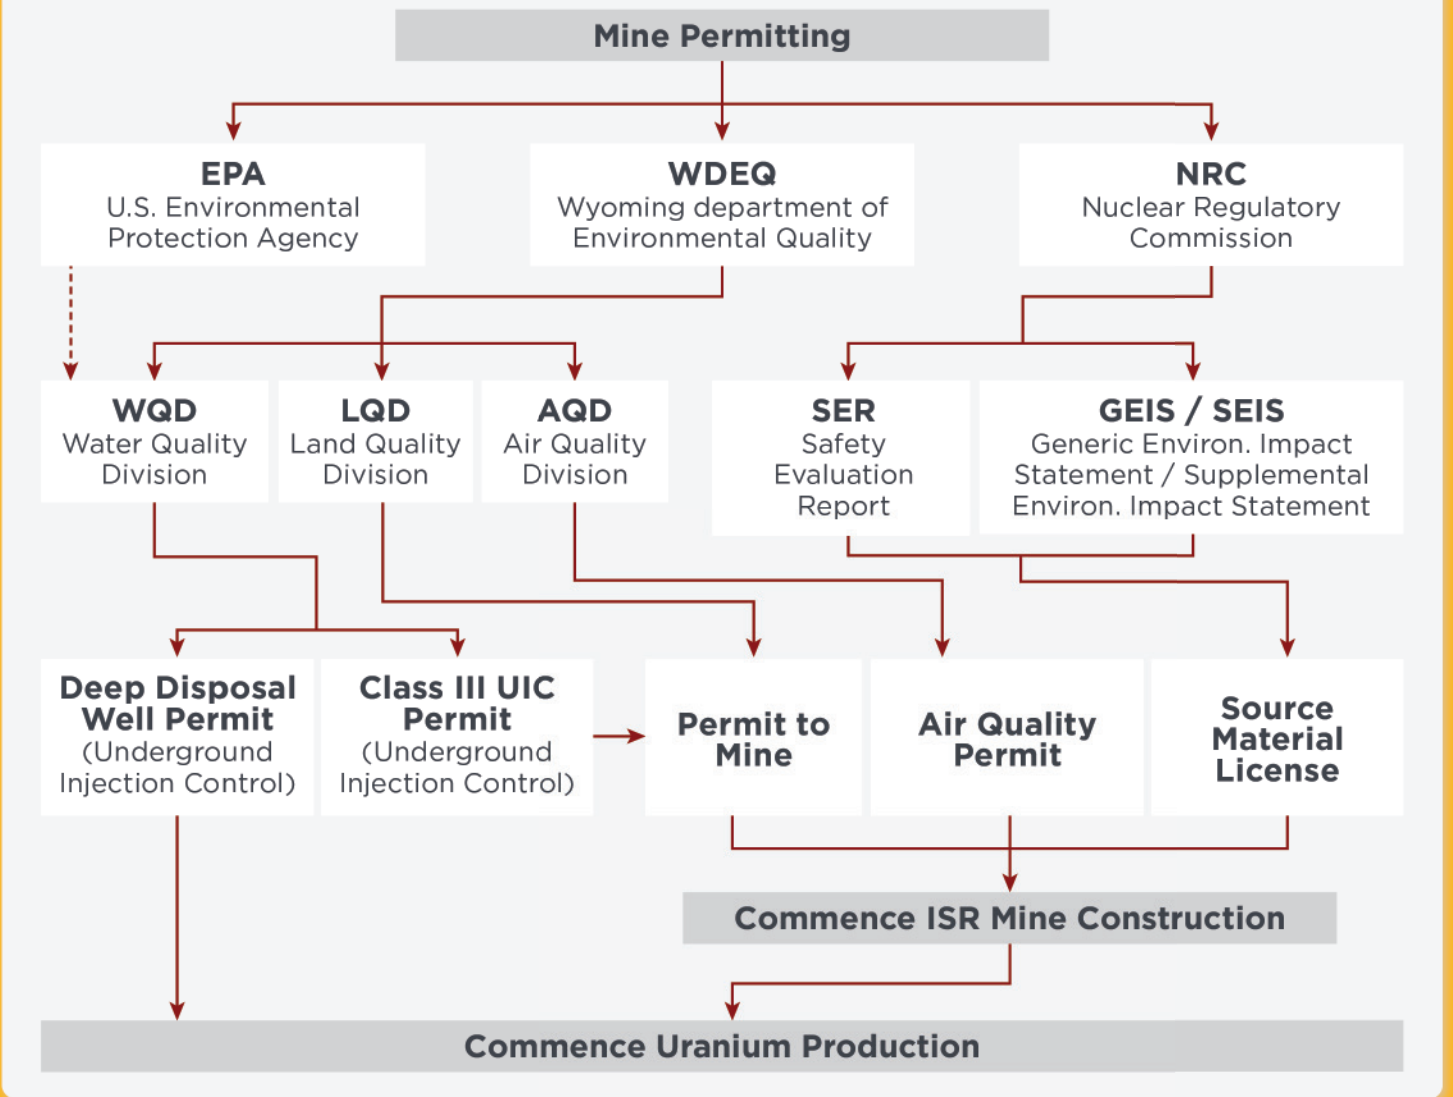 Mine Permitting
EPA
U.S. Environmental
Protection Agency
WDEQ
Wyoming department of
Environmental Quality
NRC
Nuclear Regulatory
Commission
WQD
Water Quality
Division
LQD
Land Quality
Division
AQD
Air Quality
Division
SER
Safety
Evaluation
Report
GEIS / SEIS
Generic Environ. Impact
Statement / Supplemental
Environ. Impact Statement
Deep Disposal
Well Permit
(Underground
Injection Control)
Class III UIC
Permit
(Underground
Injection Control)
Permit to
Mine
Air Quality
Permit
Source
Material
License
Commence ISR Mine Construction
Commence Uranium Production